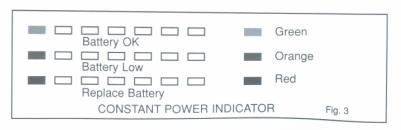 Green
Battery OK
Orange
Battery Low
Red
Replace Battery
CONSTANT POWER INDICATOR Fig. 3